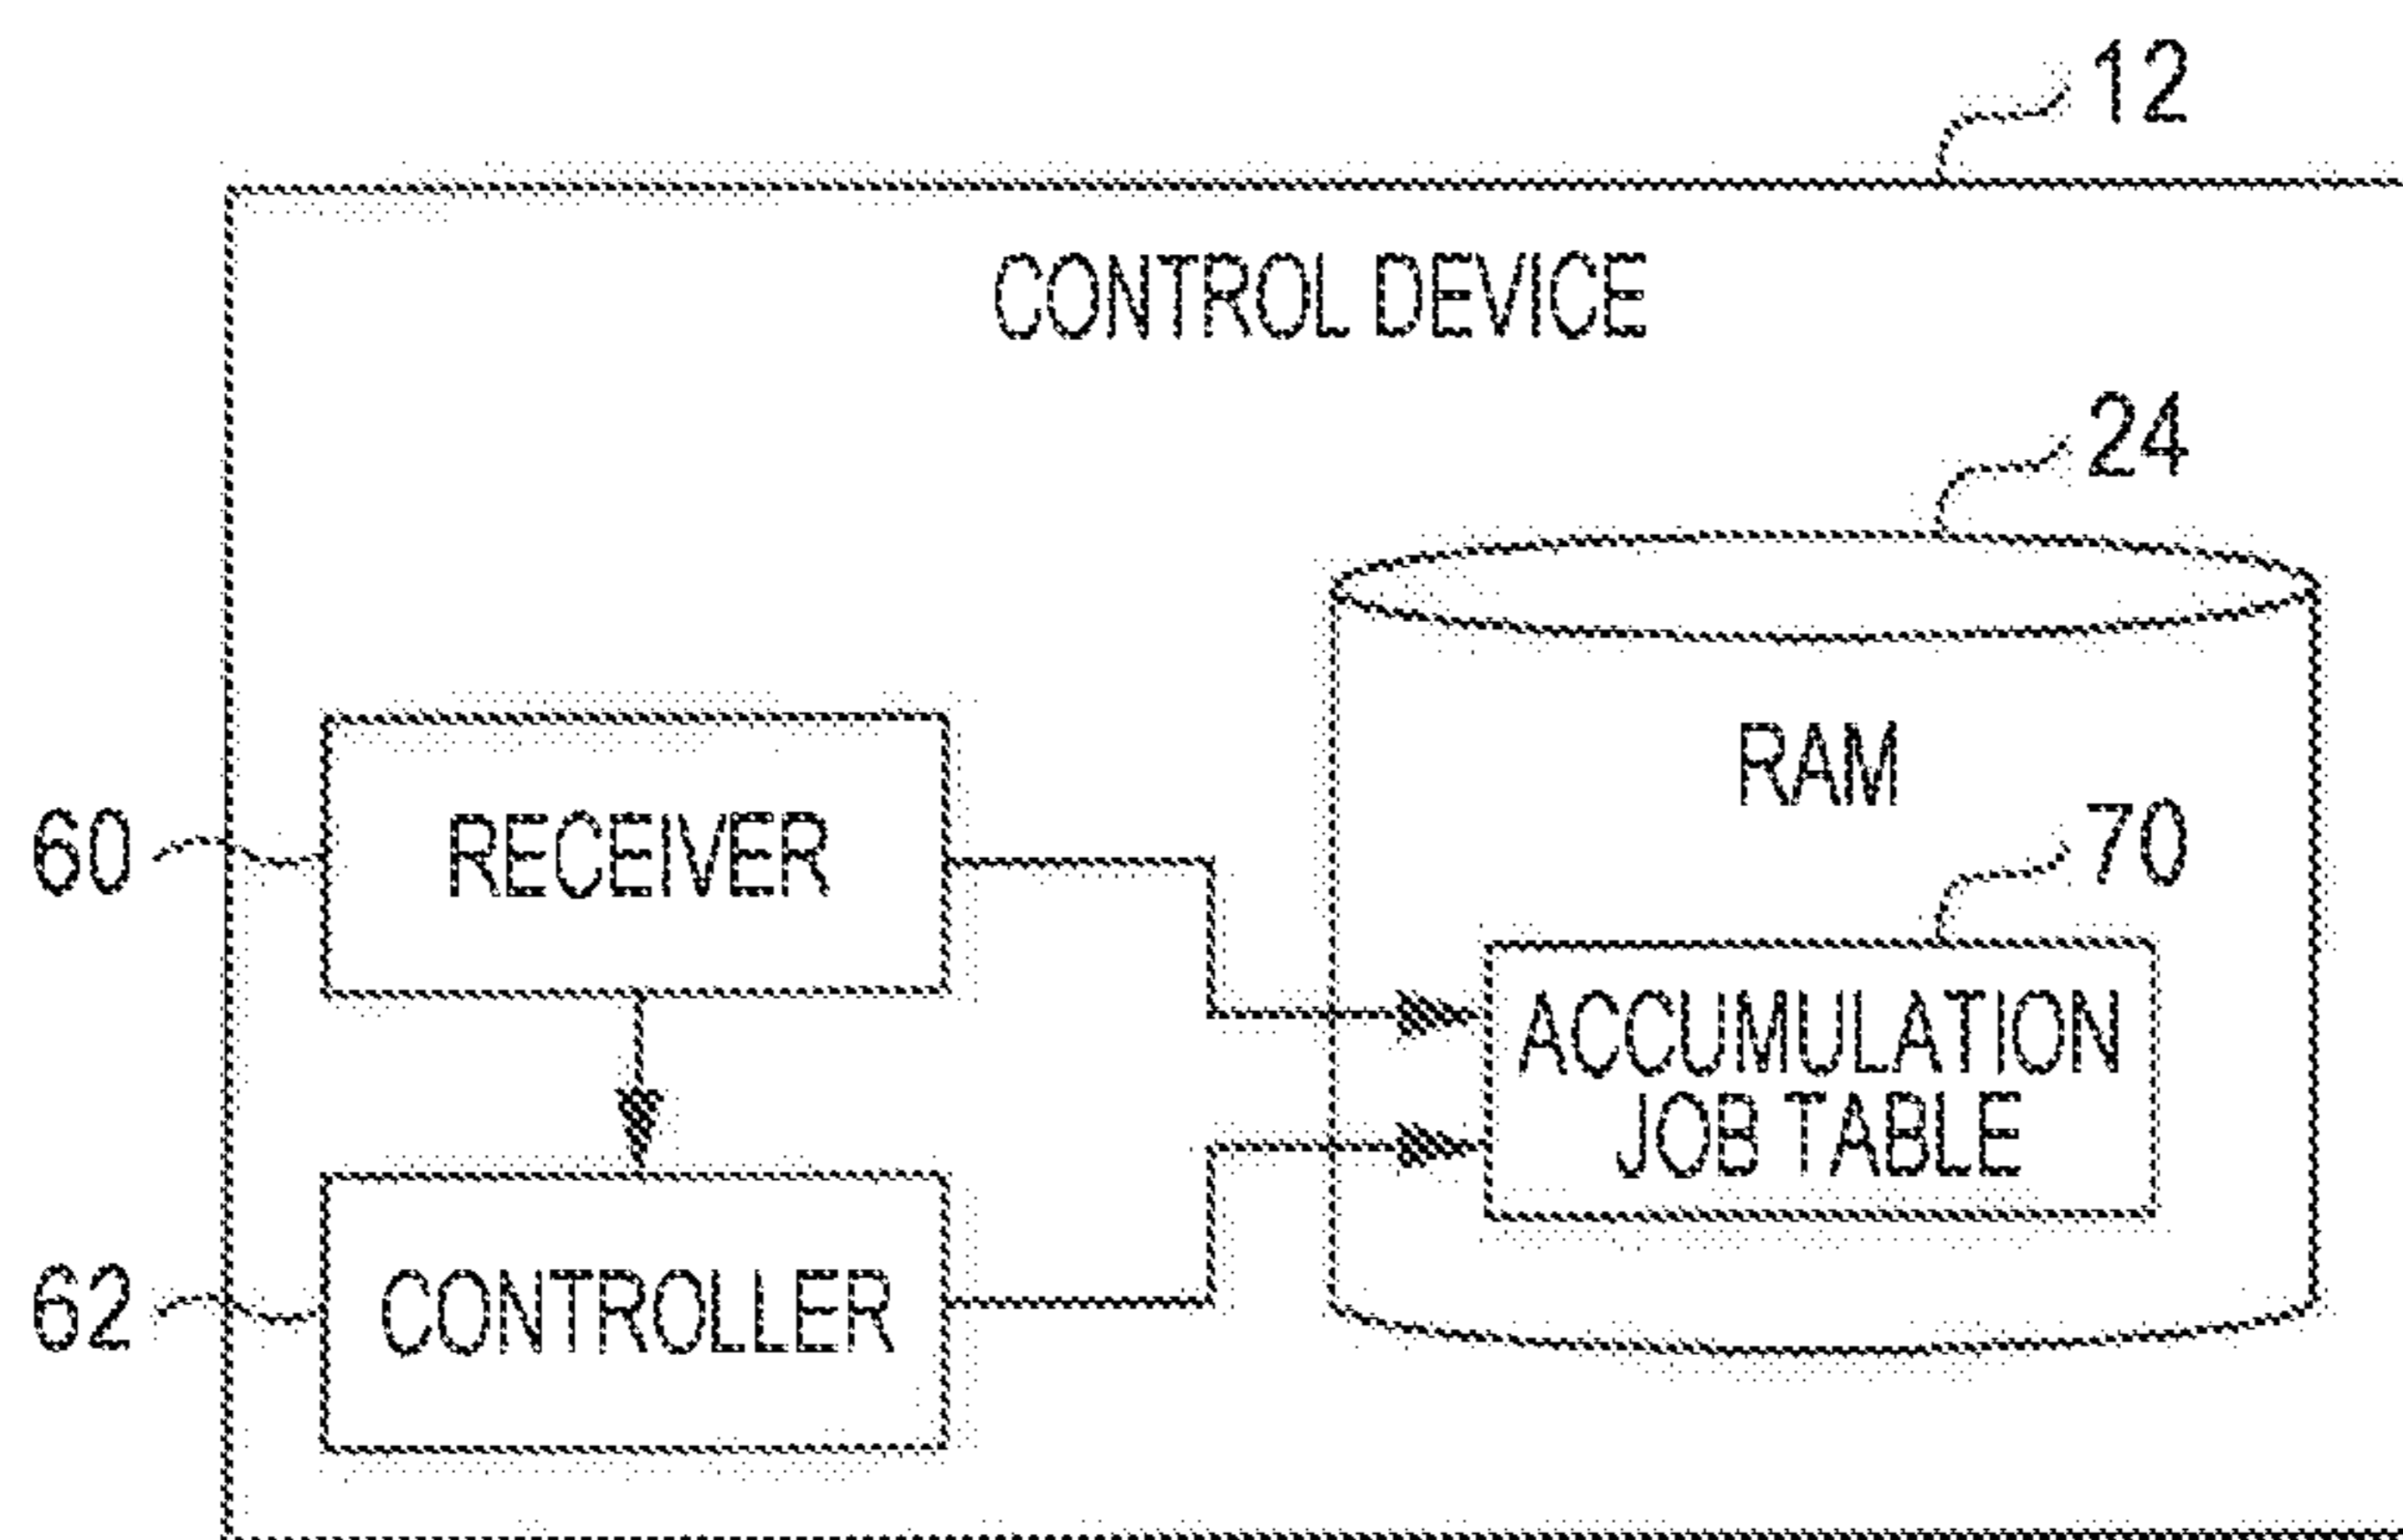 12
CONTROL DEVICE
24
RAM
60
RECEIVER
70
ACCUMULATION
JOB TABLE
62
CONTROLLER